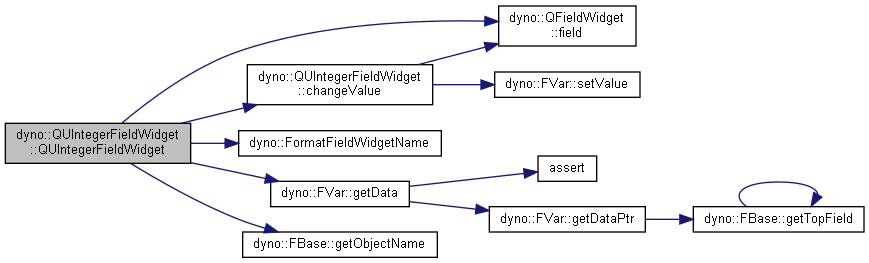 dyno::QUIntegerFieldWidget
::QUIntegerFieldWidget
dyno::QFieldWidget
::field
dyno::QUIntegerFieldWidget
::changeValue
dyno::FVar::setValue
dyno::FormatFieldWidgetName
dyno::FVar::getData
assert
dyno::FVar::getDataPtr
dyno::FBase::getTopField
dyno::FBase::getObjectName